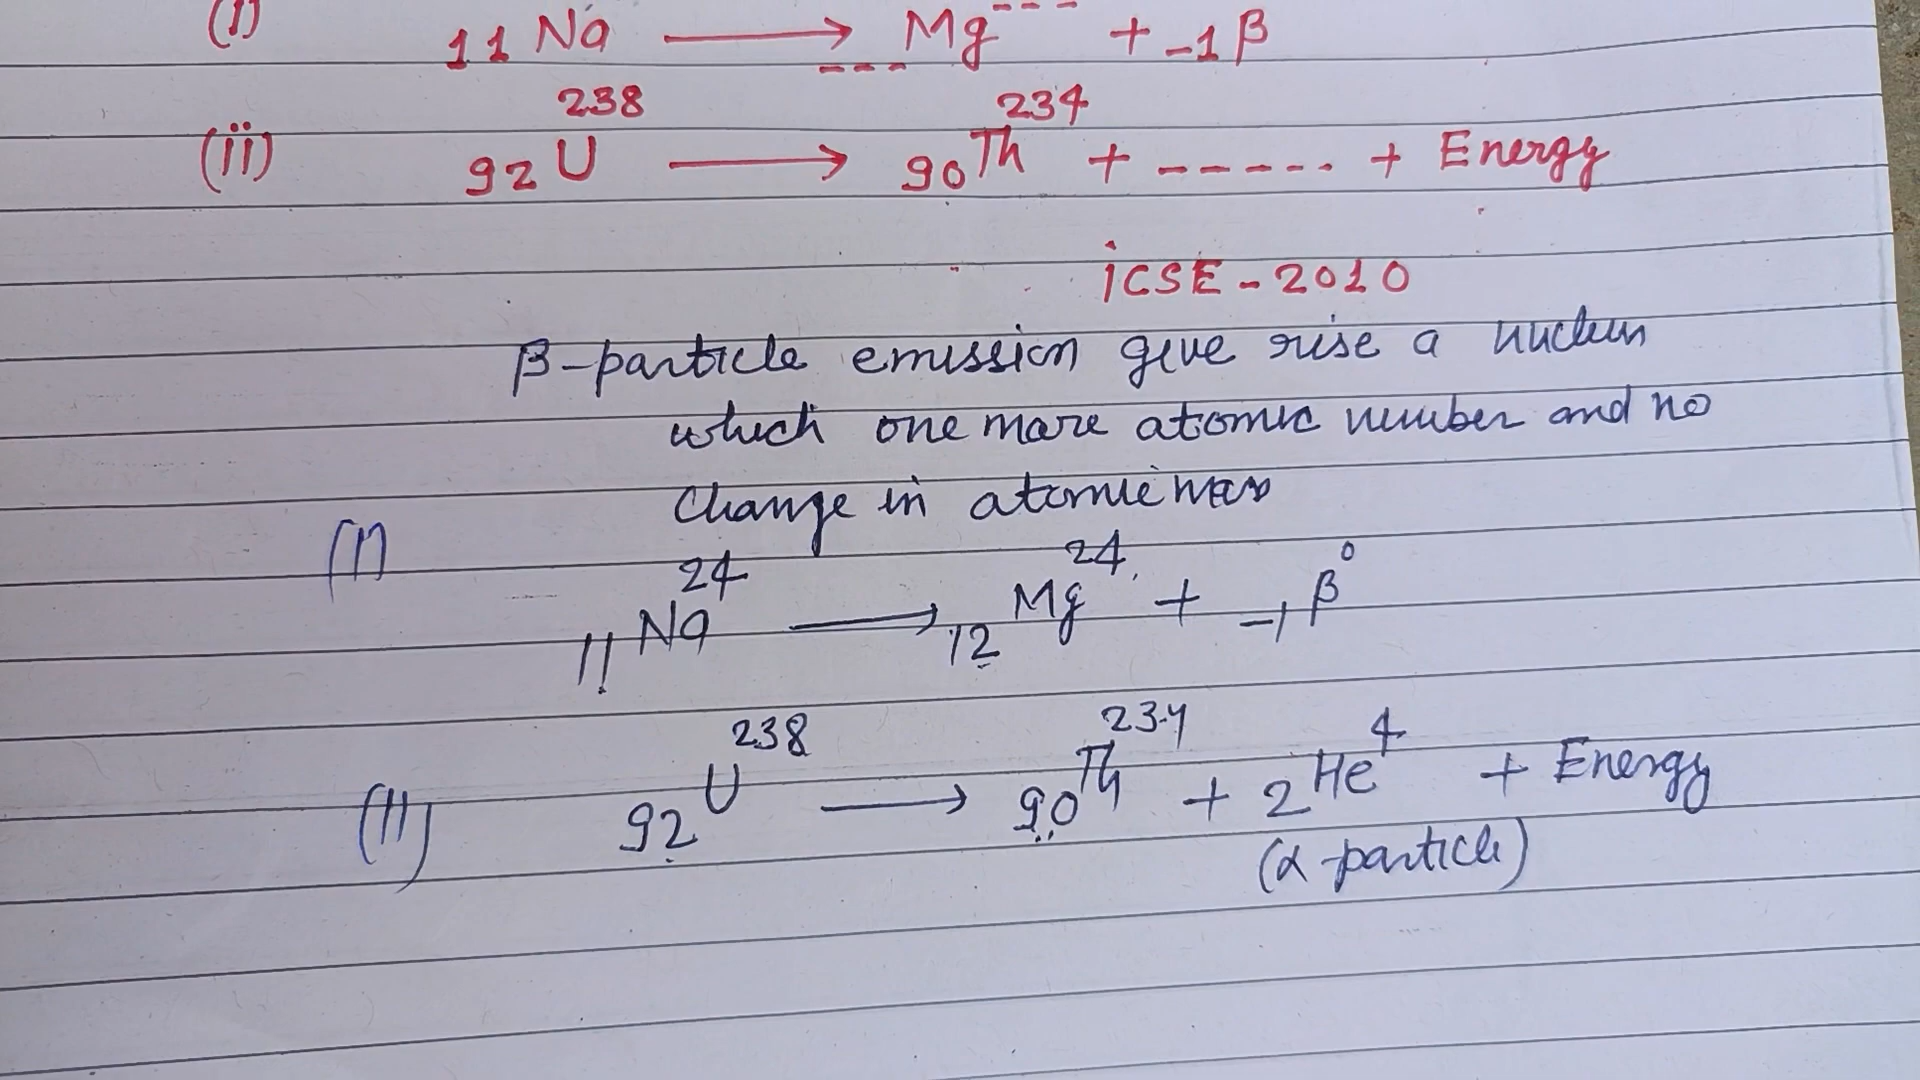 (i) 11 Na ⟶ --- Mg --- + -1 β
(ii) 92 U 238 ⟶ 90 Th 234 + ----- + Energy
iCSE - 2010
β-particle emission give rise a
which one more atomic number and no
Change in atomic mass
(I) 11 Na 24 ⟶ 12 Mg 24 + -1 β 0
(II) 92 U 238 ⟶ 90 Th 234 + 2 He 4 + Energy
(α particle)